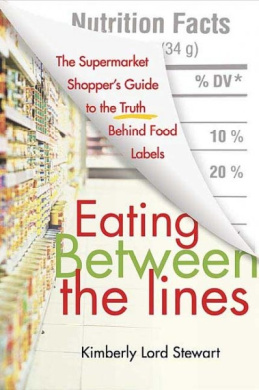 Nutrition Facts
(34 g)
The Supermarket
Shopper's Guide
to the Truth
Behind Food
Labels
% DV*
10 %
20 %
Eating
Between
the lines
Kimberly Lord Stewart